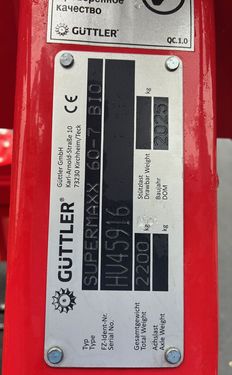 качество
GÜTTLER®
QC.1.0
GÜTTLER®
Güttler GmbH
Karl-Arnold-Straße 10
73230 Kirchheim/Teck
CE
Typ
Type
SUPERMAXX 60-7 BIO
FZ-Ident-Nr.
Serial No.
HV45916
Gesamtgewicht
Total Weight
2200 kg
Stützlast
Drawbar Weight
kg
Achslast
Axle Weight
kg
Baujahr
DOM
2025